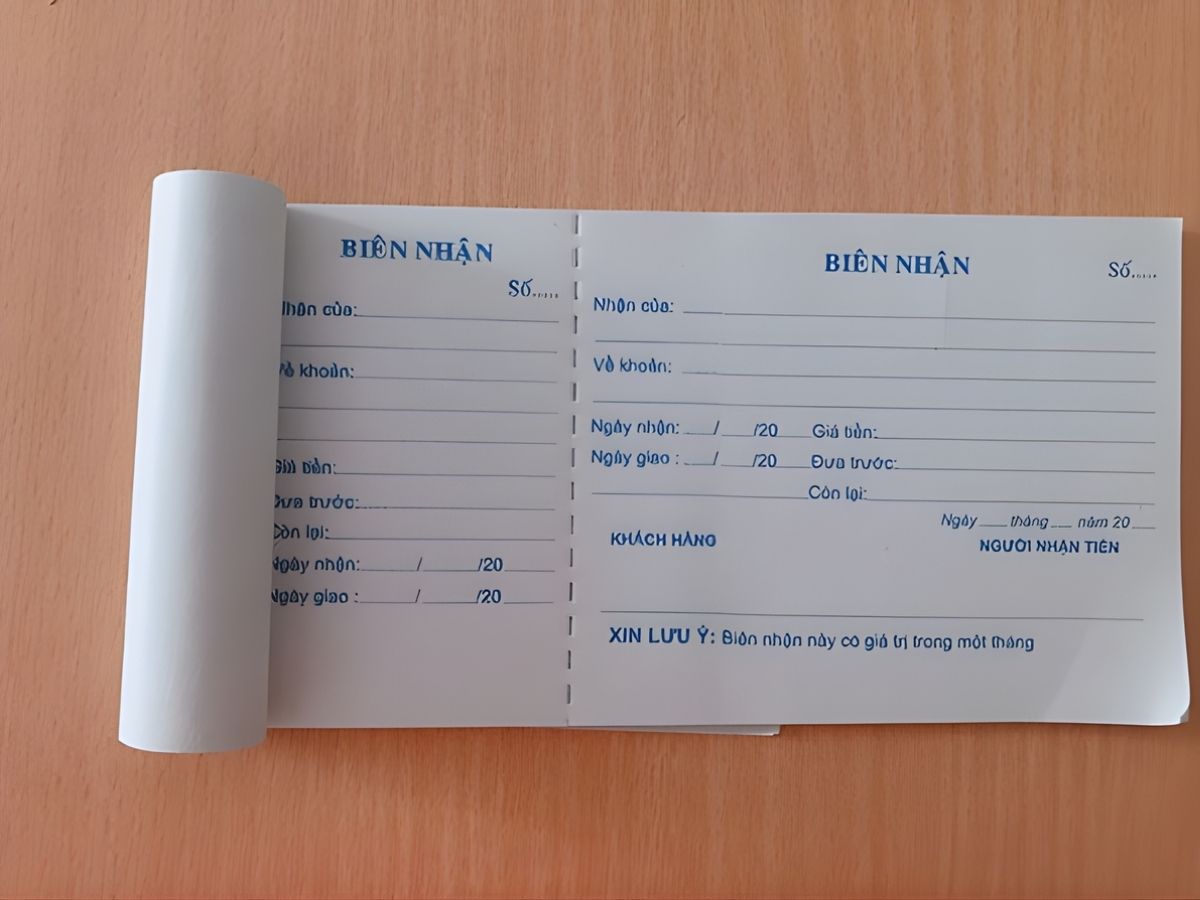 BIÊN NHẬN
Số......
Nhận của:
Về khoản:
Giá tiền:
Đưa trước:
Còn lại:
Ngày nhận: / /20
Ngày giao : / /20
BIÊN NHẬN
Số......
Nhận của:
Về khoản:
Ngày nhận: / /20 Giá tiền:
Ngày giao : / /20 Đưa trước:
Còn lại:
Ngày tháng năm 20
KHÁCH HÀNG NGƯỜI NHẬN TIỀN
XIN LƯU Ý: Biên nhận này có giá trị trong một tháng